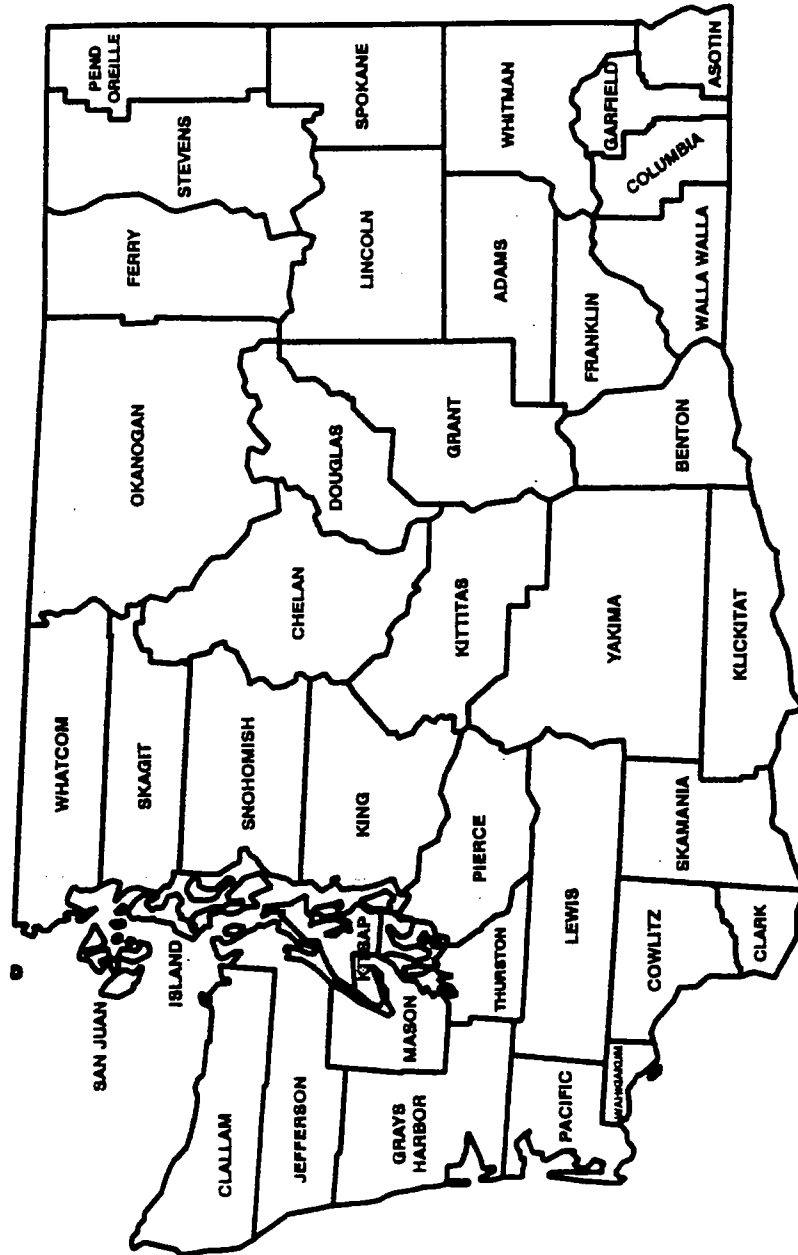 WHATCOM
OKANOGAN
FERRY
STEVENS
PEND
OREILLE
SAN JUAN
SKAGIT
ISLAND
CLALLAM
SNOHOMISH
CHELAN
DOUGLAS
LINCOLN
SPOKANE
JEFFERSON
KITSAP
KING
GRANT
MASON
GRAYS
HARBOR
KITTITAS
ADAMS
WHITMAN
PIERCE
THURSTON
PACIFIC
LEWIS
YAKIMA
FRANKLIN
BENTON
GARFIELD
COLUMBIA
WALLA WALLA
ASOTIN
WAHKIAKUM
COWLITZ
SKAMANIA
KLICKITAT
CLARK